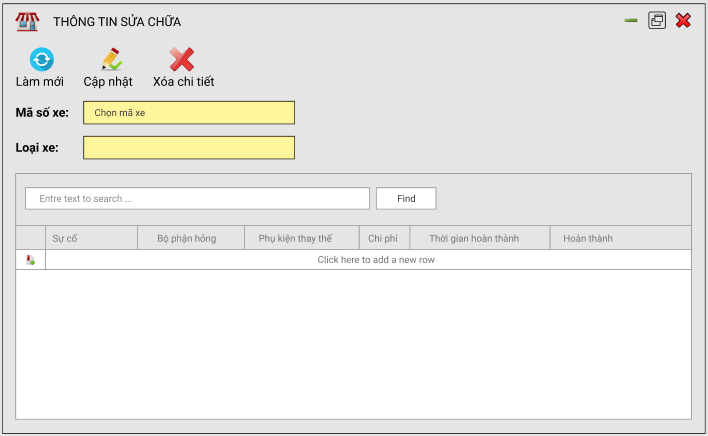 THÔNG TIN SỬA CHỮA
Làm mới Cập nhật Xóa chi tiết
Mã số xe: Chọn mã xe
Loại xe:
Entre text to search ... Find
Sự cố Bộ phận hỏng Phụ kiện thay thế Chi phí Thời gian hoàn thành Hoàn thành
Click here to add a new row